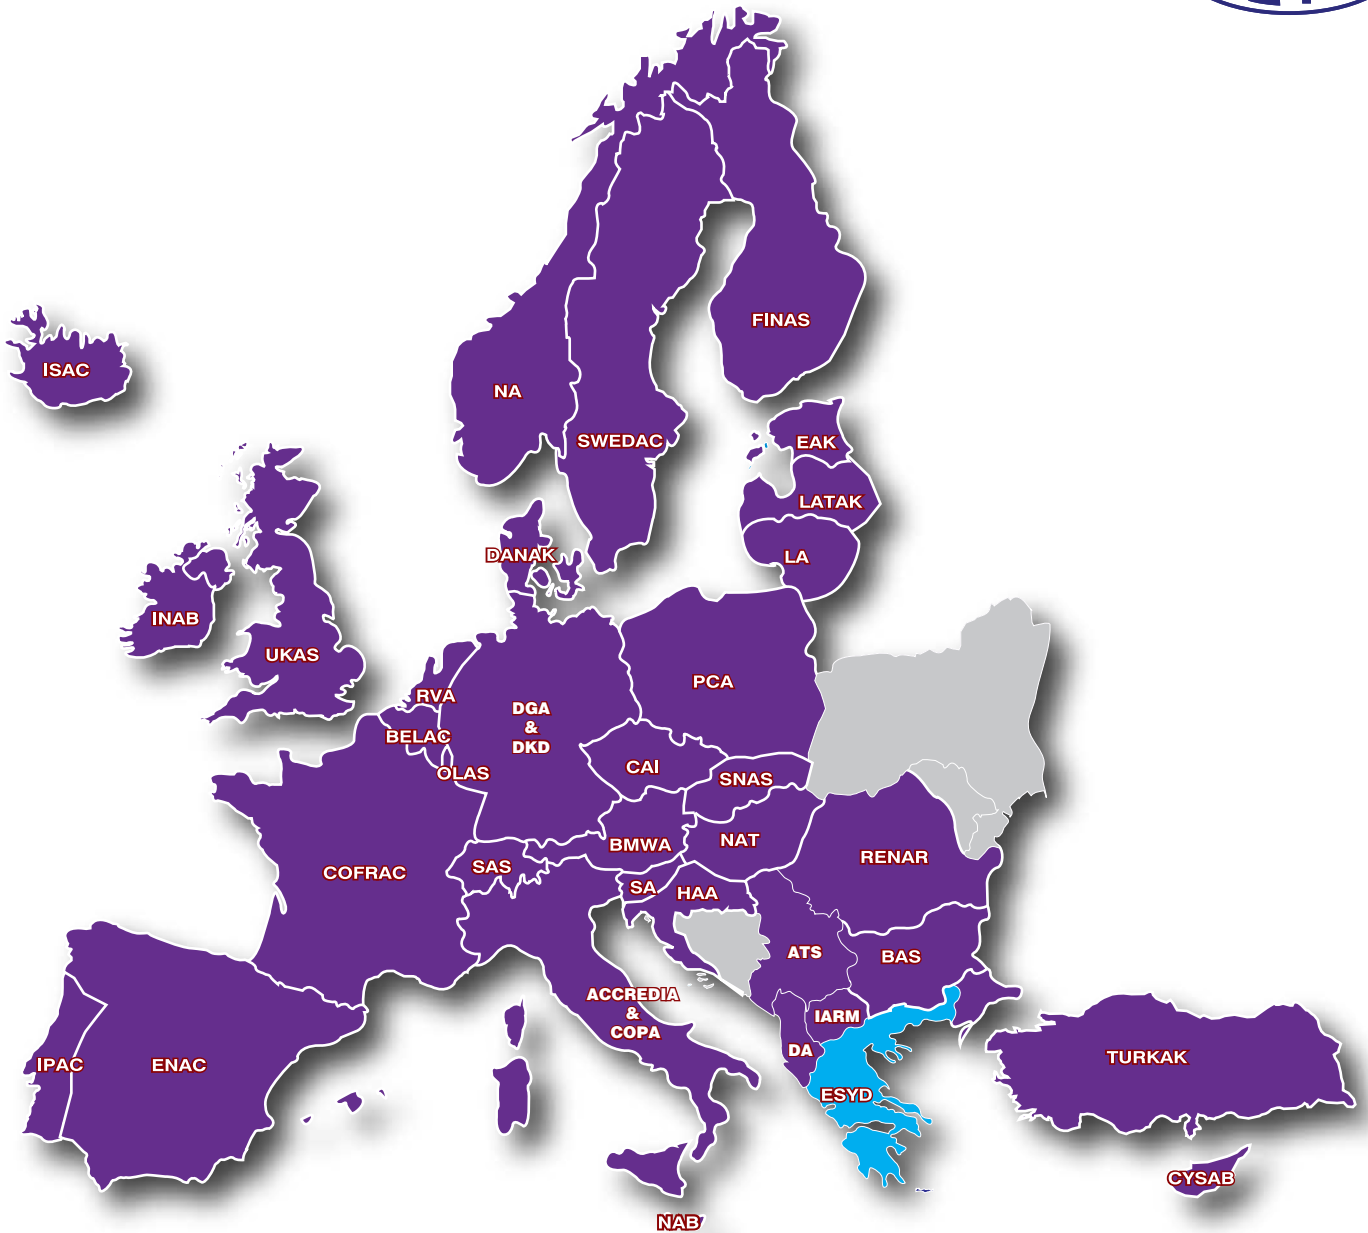 FINAS
ISAC
NA
SWEDAC
EAK
LATAK
DANAK
LA
INAB
UKAS
PCA
RVA
DGA
&
DKD
BELAC
CAI
OLAS
SNAS
BMWA
NAT
RENAR
SAS
COFRAC
SA
HAA
ATS
BAS
ACCREDIA
&
COPA
IARM
DA
TURKAK
IPAC
ENAC
ESYD
CYSAB
NAB